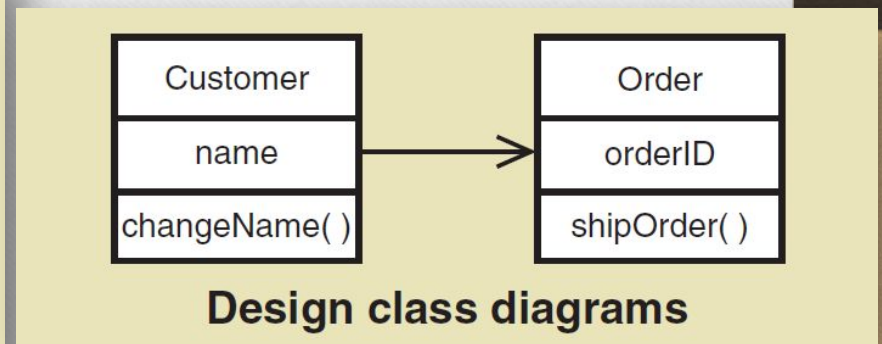 Customer
name
changeName( )
Order
orderID
shipOrder( )
Design class diagrams